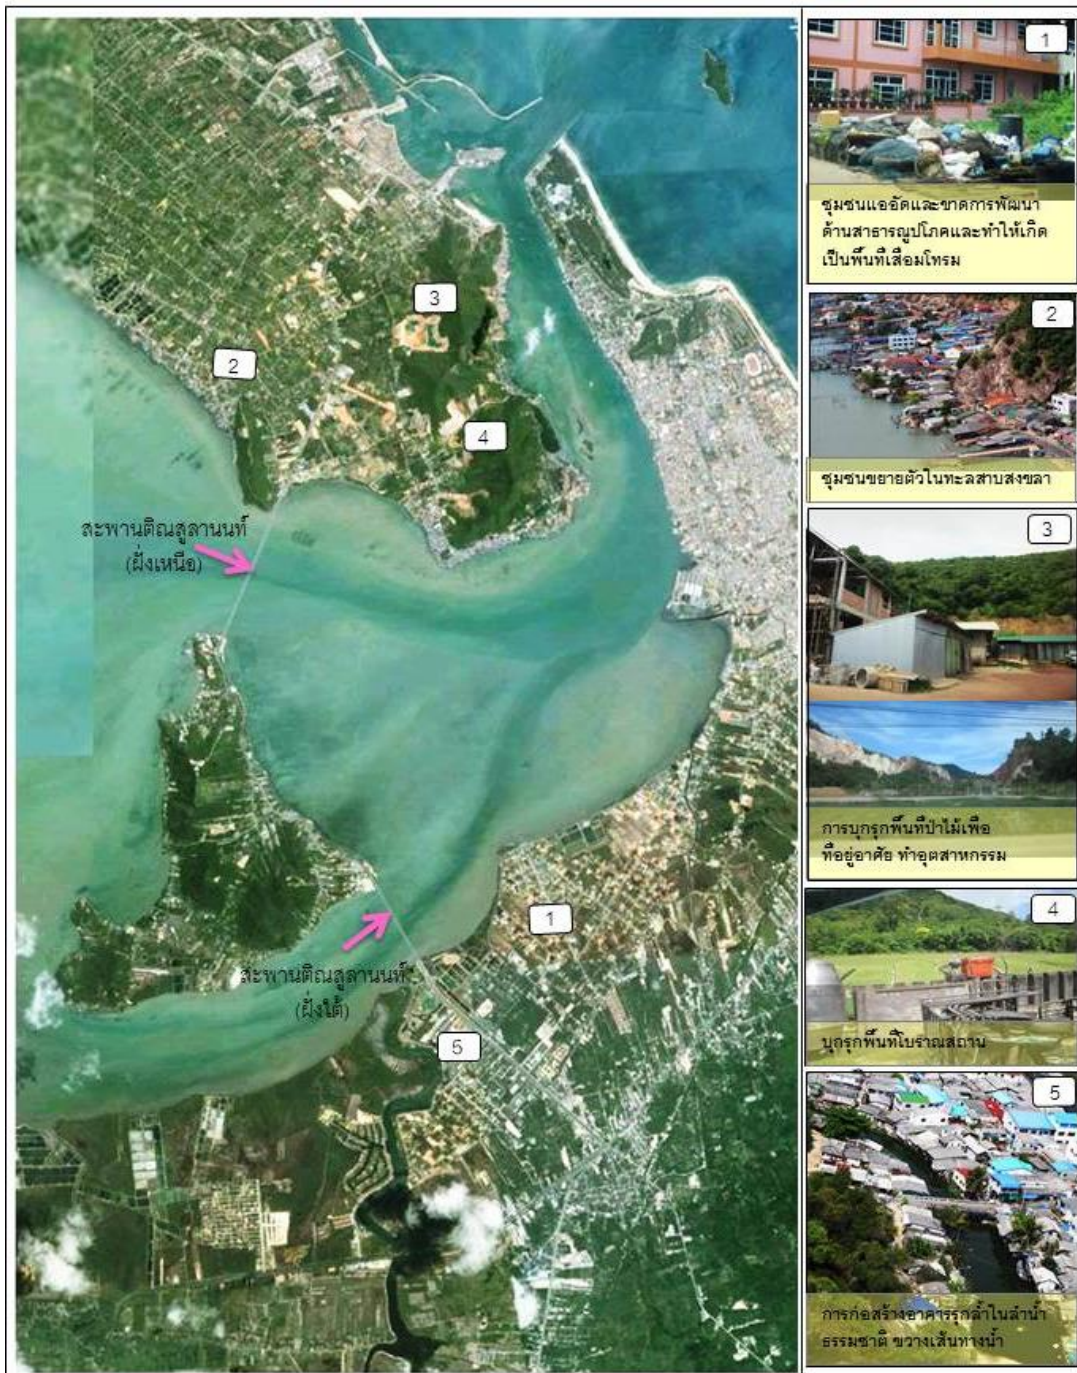 สะพานติณสูลานนท์
(ฝั่งเหนือ)
สะพานติณสูลานนท์
(ฝั่งใต้)
3
2
4
1
5
1
ชุมชนแออัดและขาดการพัฒนา
ด้านสาธารณูปโภคและทำให้เกิด
เป็นพื้นที่เสื่อมโทรม
2
ชุมชนขยายตัวในทะลสาบสงขลา
3
การบุกรุกพื้นที่ป่าไม้เพื่อ
ที่อยู่อาศัย ทำอุตสาหกรรม
4
บุกรุกพื้นที่โบราณสถาน
5
การก่อสร้างอาคารรุกล้ำในลำน้ำ
ธรรมชาติ ขวางเส้นทางน้ำ